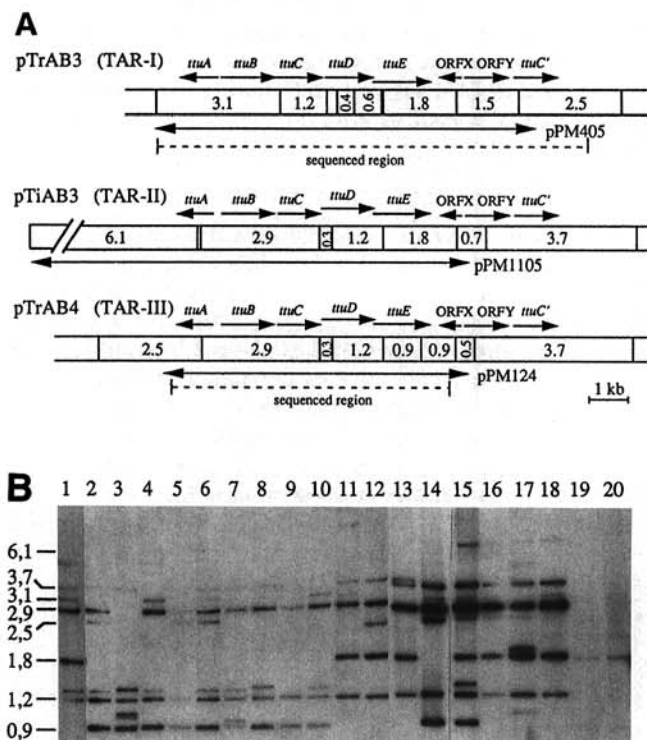 A
pTrAB3 (TAR-I)
ttuA ttuB ttuC ttuD ttuE ORFX ORFY ttuC'
3.1 1.2 0.4 0.6 1.8 1.5 2.5
pPM405
sequenced region
pTiAB3 (TAR-II)
ttuA ttuB ttuC ttuD ttuE ORFX ORFY ttuC'
6.1 2.9 0.3 1.2 1.8 0.7 3.7
pPM1105
pTrAB4 (TAR-III)
ttuA ttuB ttuC ttuD ttuE ORFX ORFY ttuC'
2.5 2.9 0.3 1.2 0.9 0.9 0.5 3.7
pPM124
sequenced region
1 kb
B
1 2 3 4 5 6 7 8 9 10 11 12 13 14 15 16 17 18 19 20
6,1
3,7
3,1
2,9
2,5
1,8
1,2
0,9